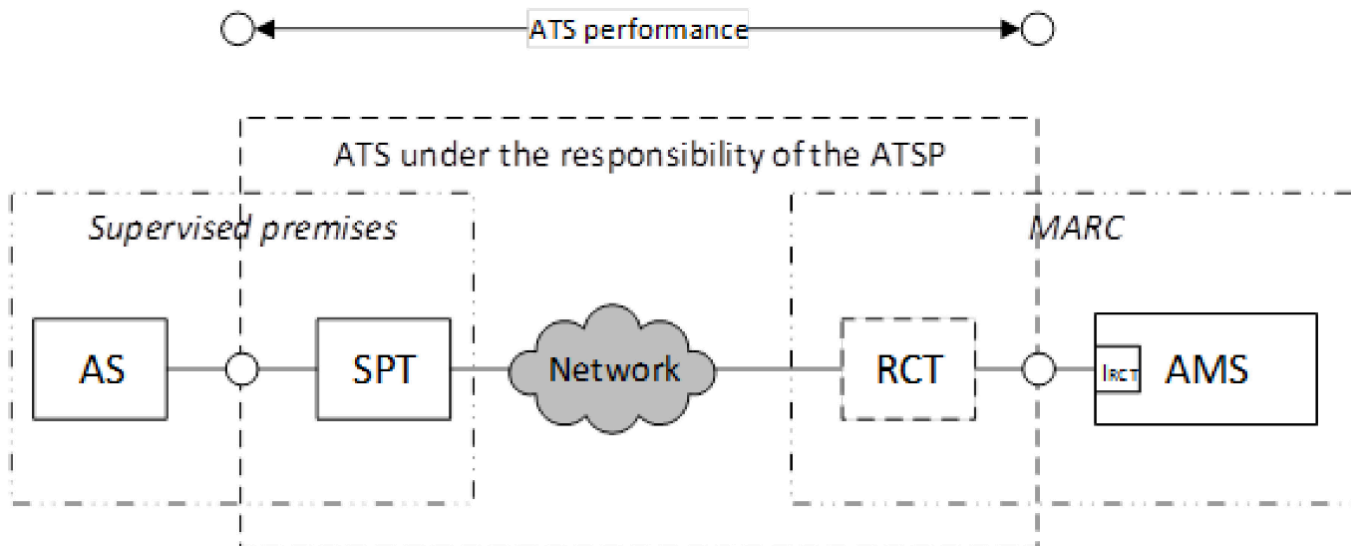 ATS performance
ATS under the responsibility of the ATSP
Supervised premises
MARC
AS
SPT
Network
RCT
IRCT
AMS